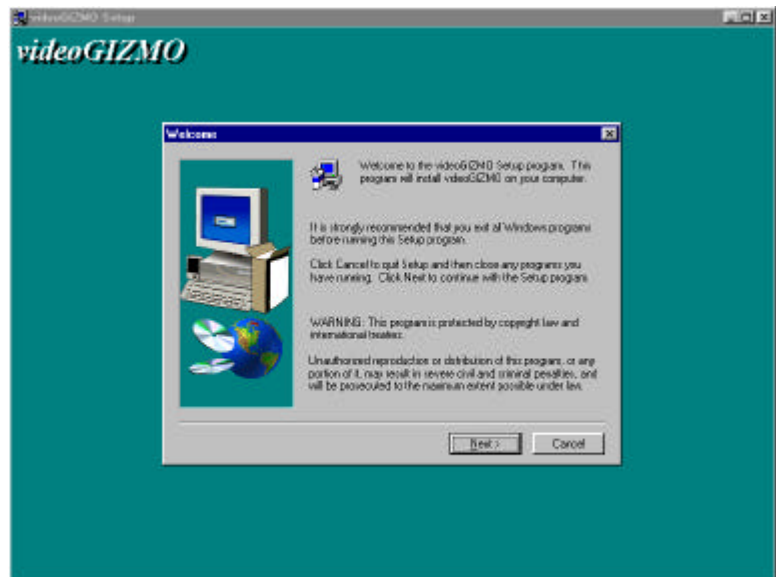 videoGIZMO Setup
videoGIZMO
Welcome
Welcome to the videoGIZMO Setup program. This
program will install videoGIZMO on your computer.
It is strongly recommended that you exit all Windows programs
before running this Setup program.
Click Cancel to quit Setup and then close any programs you
have running. Click Next to continue with the Setup program.
WARNING: This program is protected by copyright law and
international treaties.
Unauthorized reproduction or distribution of this program, or any
portion of it, may result in severe civil and criminal penalties, and
will be prosecuted to the maximum extent possible under law.
Next >
Cancel